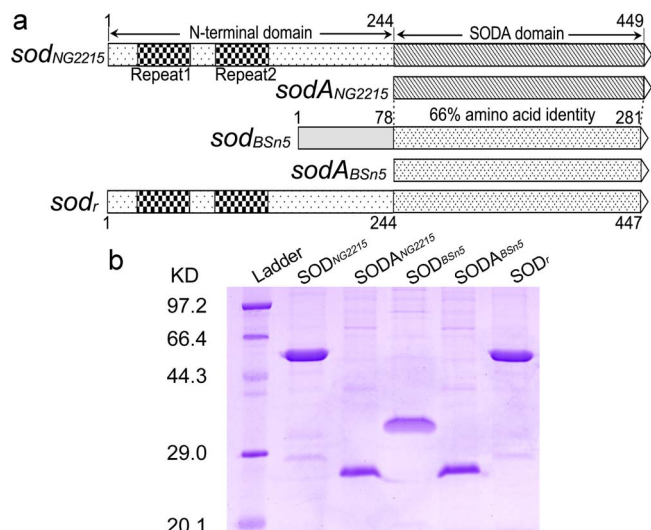 a
1 N-terminal domain 244 SODA domain 449
sodNG2215
Repeat1 Repeat2
sodANG2215
1 78 66% amino acid identity 281
sodBSn5
sodABSn5
sodr
1 244 447
b
KD Ladder SODNG2215 SODANG2215 SODBSn5 SODABSn5 SODr
97.2
66.4
44.3
29.0
20.1